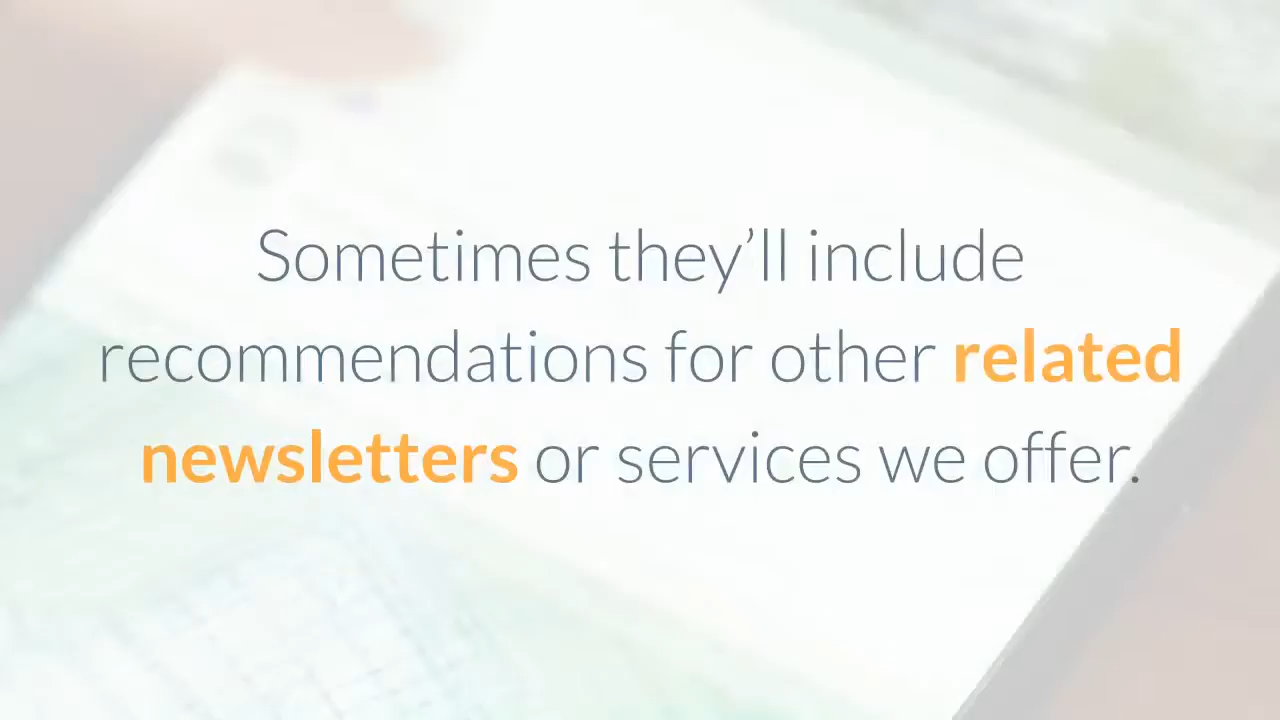 Sometimes they’ll include
recommendations for other related
newsletters or services we offer.